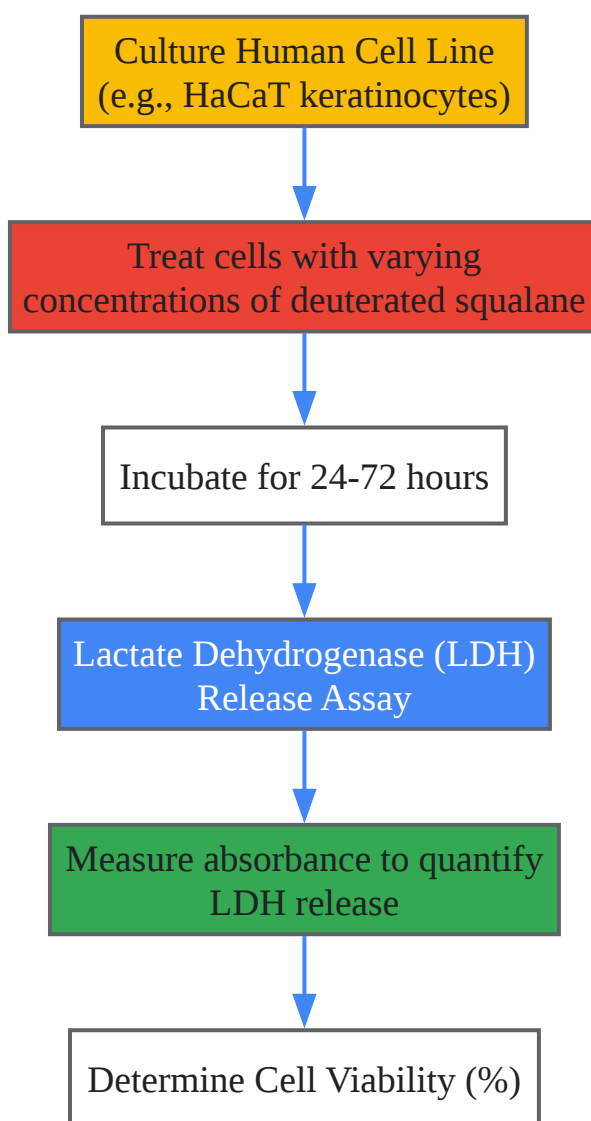 Culture Human Cell Line
(e.g., HaCaT keratinocytes)
Treat cells with varying
concentrations of deuterated squalane
Incubate for 24-72 hours
Lactate Dehydrogenase (LDH)
Release Assay
Measure absorbance to quantify
LDH release
Determine Cell Viability (%)